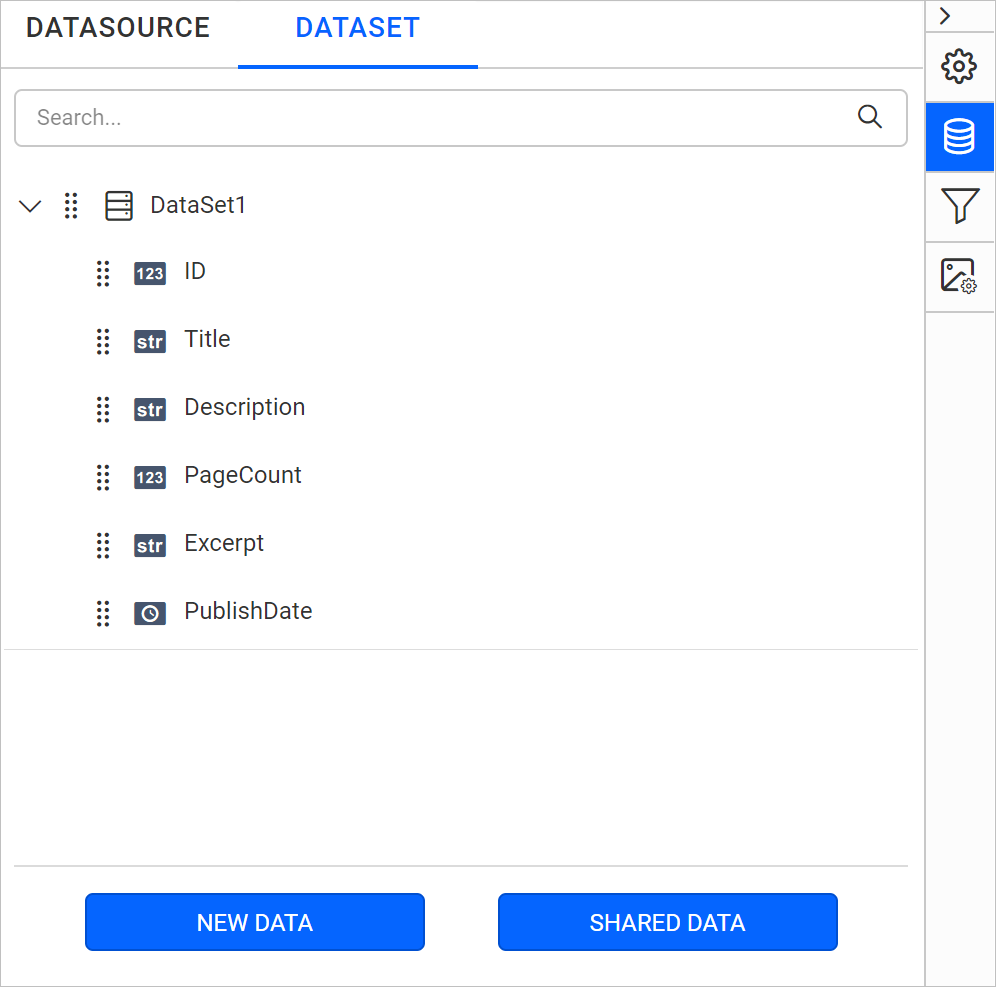 DATASOURCE DATASET
Search...
DataSet1
123 ID
str Title
str Description
123 PageCount
str Excerpt
PublishDate
NEW DATA SHARED DATA